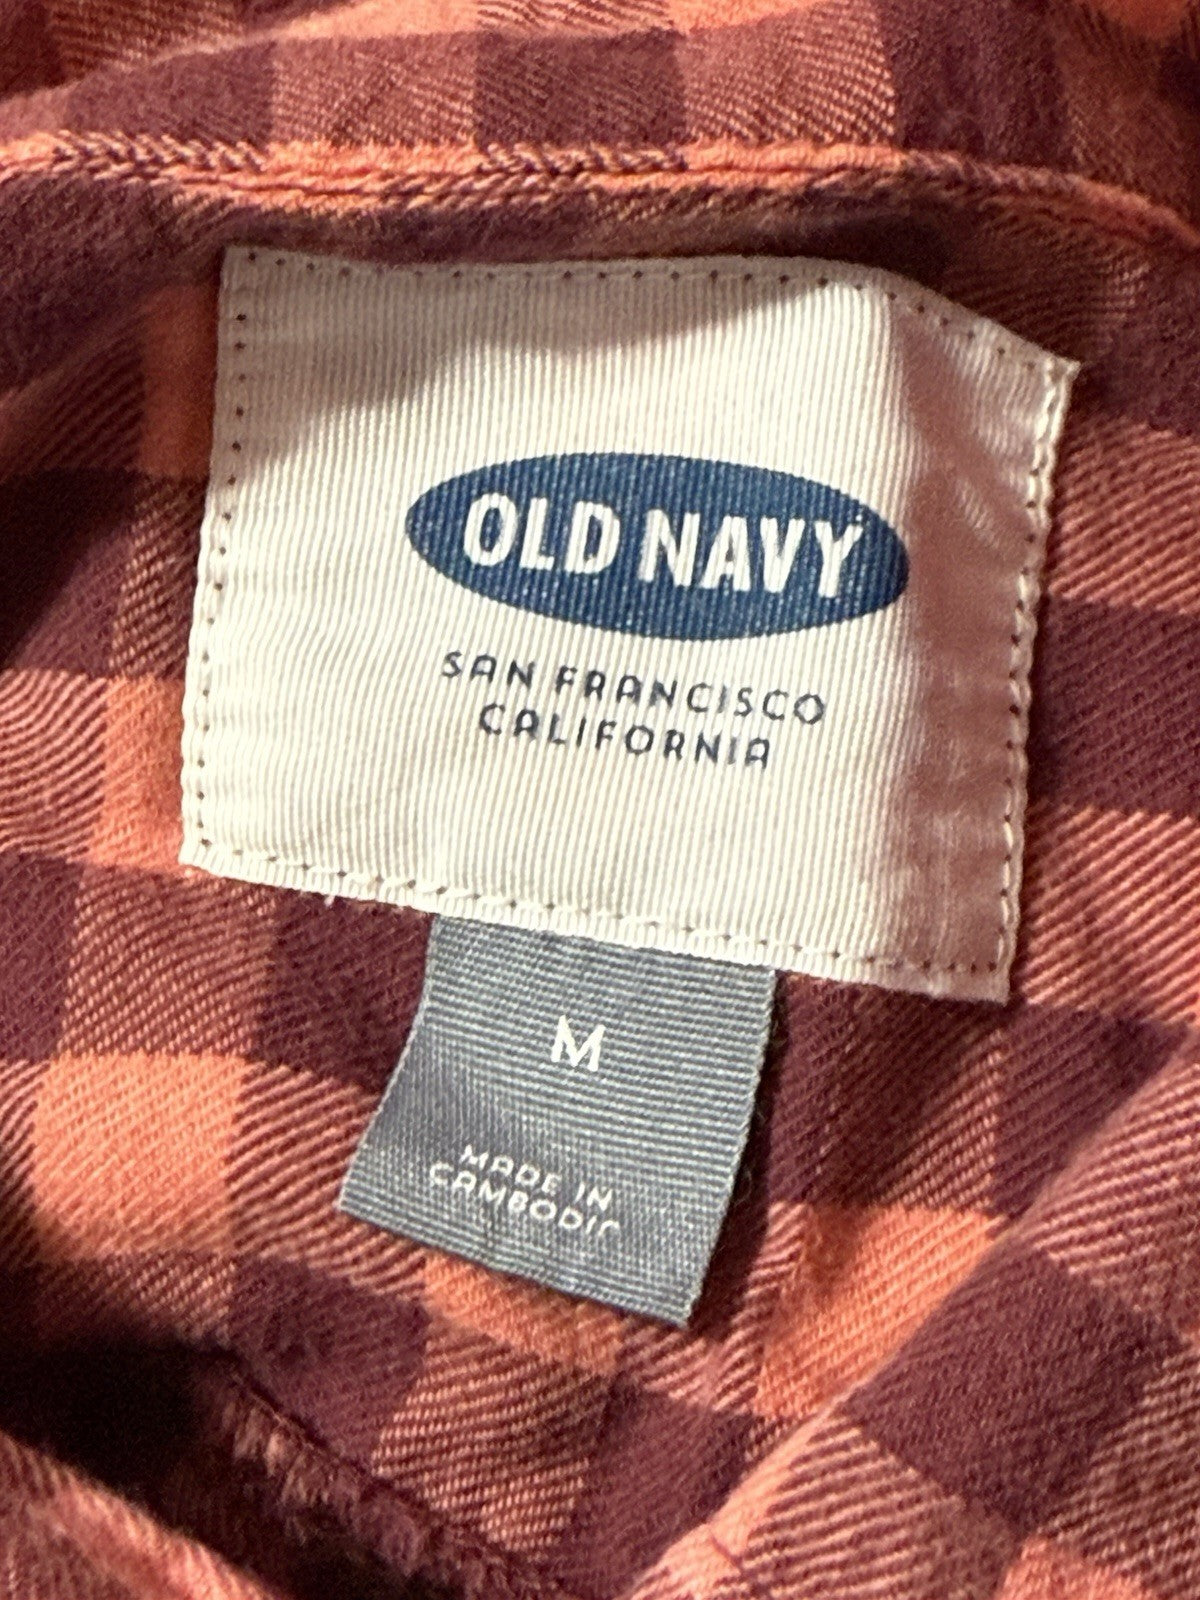 OLD NAVY
SAN FRANCISCO
CALIFORNIA
M
MADE IN
CAMBODIA